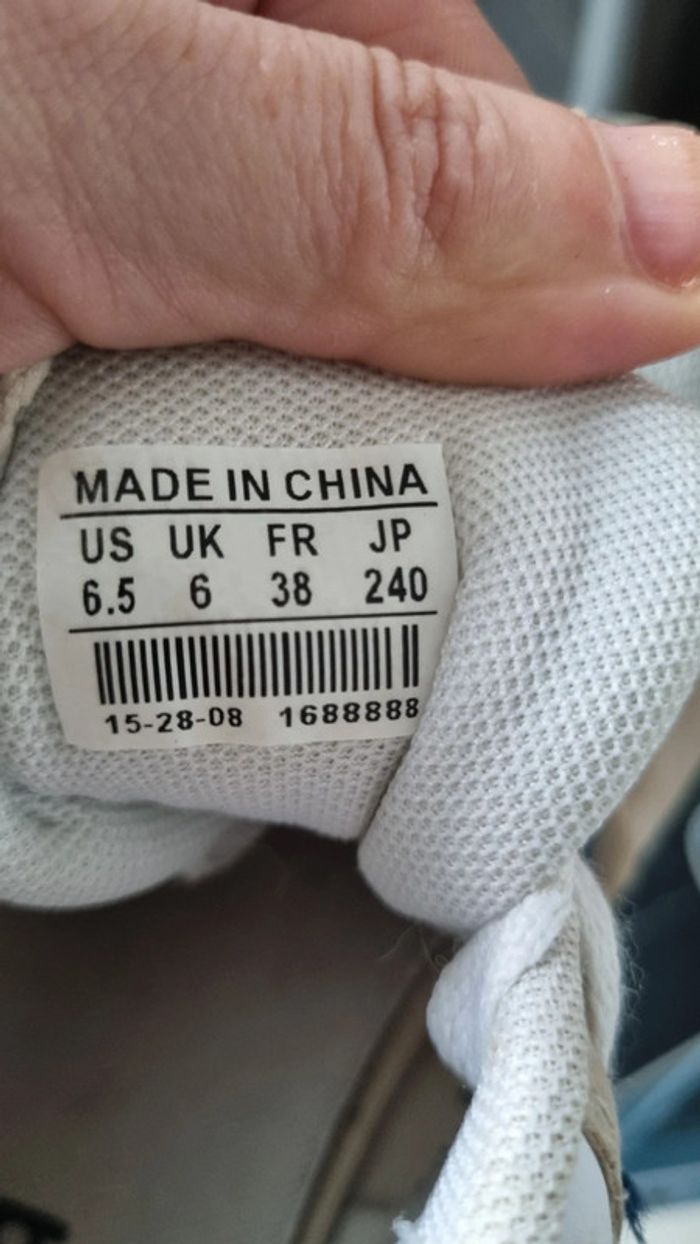 MADE IN CHINA
US UK FR JP
6.5 6 38 240
15-28-08 1688888